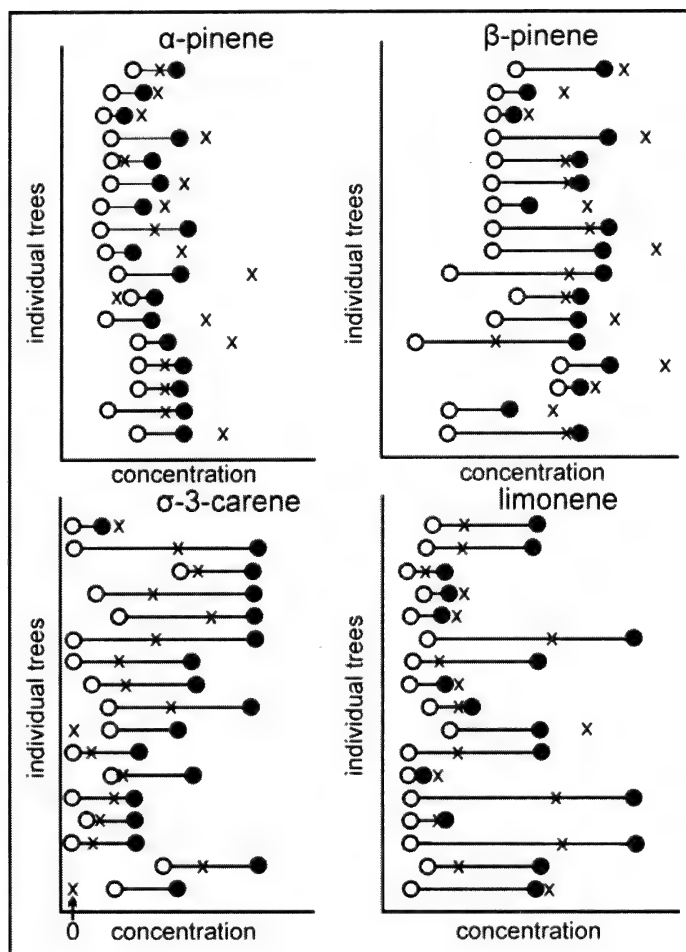 α-pinene
β-pinene
individual trees
individual trees
concentration
concentration
σ-3-carene
limonene
individual trees
individual trees
0
concentration
concentration